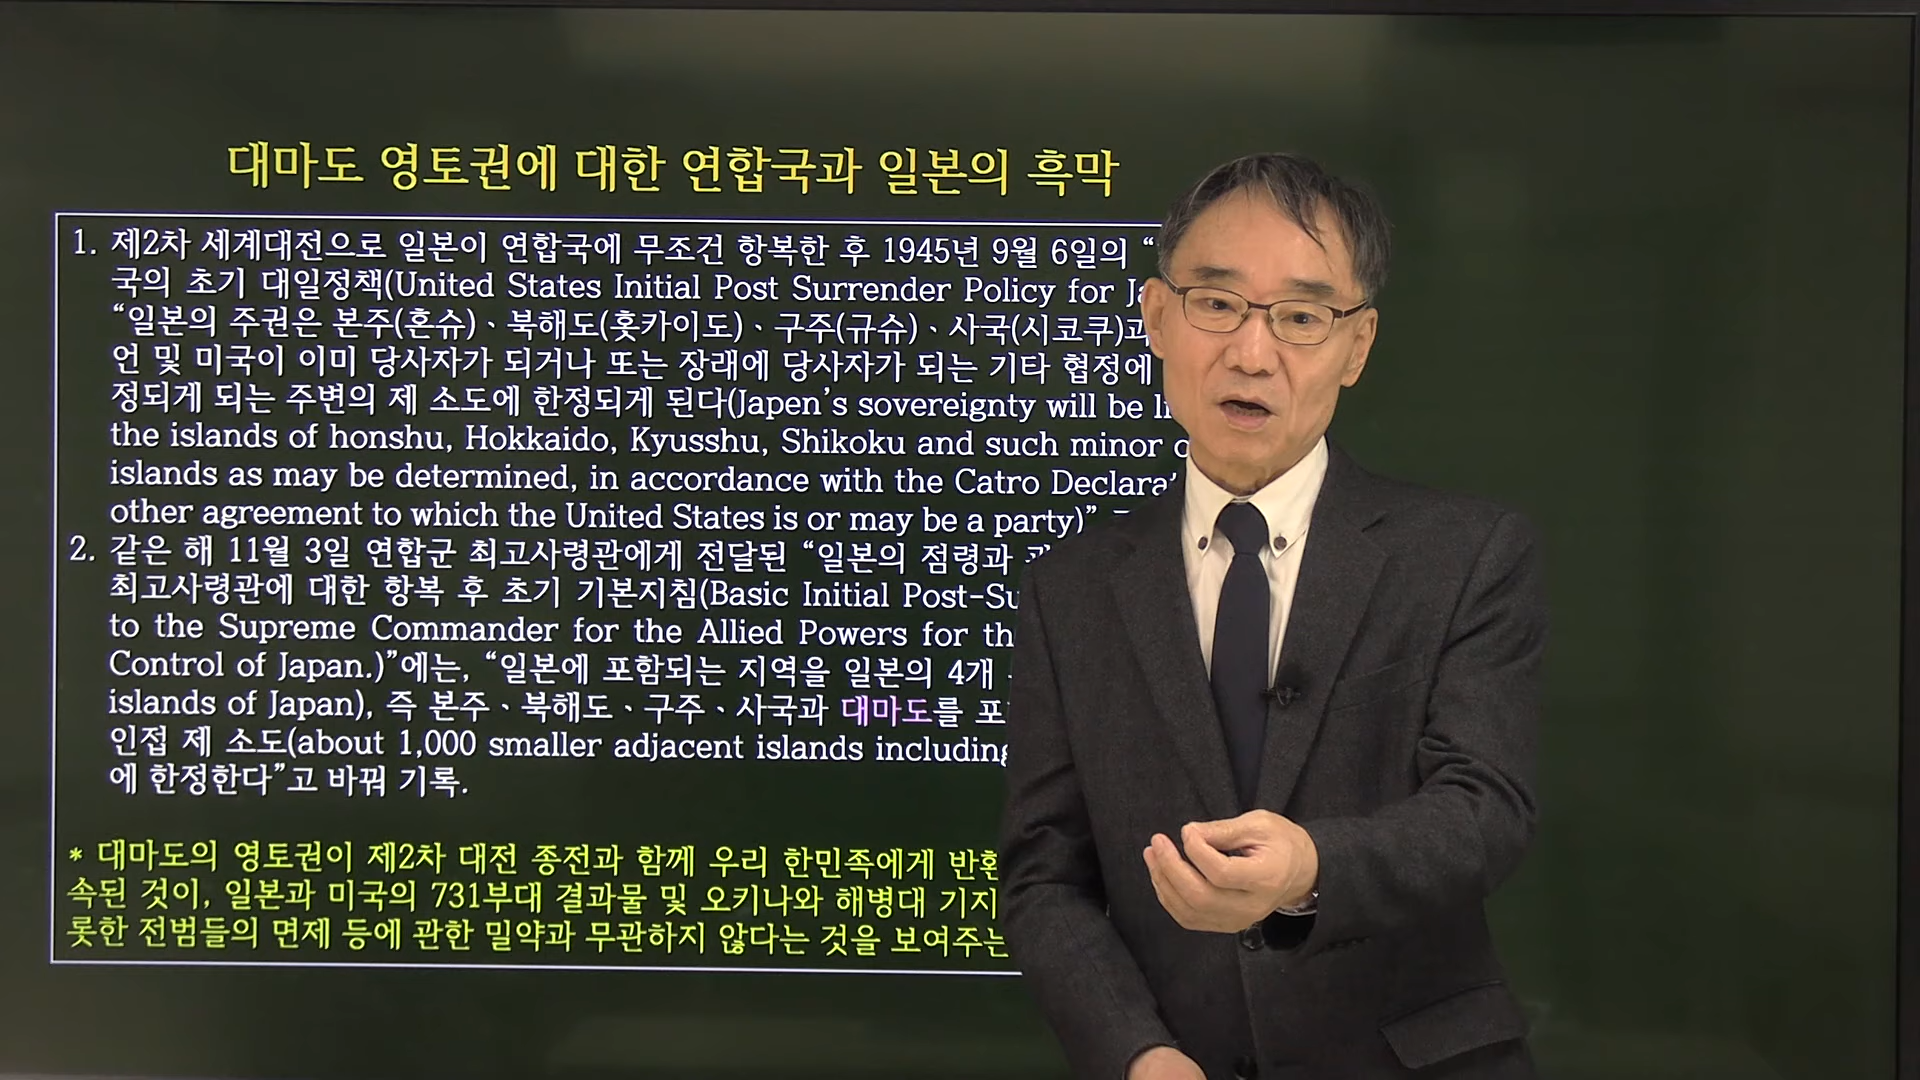 대마도 영토권에 대한 연합국과 일본의 흑막
1. 제2차 세계대전으로 일본이 연합국에 무조건 항복한 후 1945년 9월 6일의 “
국의 초기 대일정책(United States Initial Post Surrender Policy for
“일본의 주권은 본주(혼슈)、북해도(홋카이도)、구주(규슈)、사국(시코쿠)과
언 및 미국이 이미 당사자가 되거나 또는 장래에 당사자가 되는 기타 협정에
정되게 되는 주변의 제 소도에 한정되게 된다(Japen’s sovereignty will be
the islands of honshu, Hokkaido, Kyusshu, Shikoku and such minor
islands as may be determined, in accordance with the Catro
other agreement to which the United States is or may be a party)”
2. 같은 해 11월 3일 연합군 최고사령관에게 전달된 “일본의 점령과
최고사령관에 대한 항복 후 초기 기본지침(Basic Initial
to the Supreme Commander for the Allied Powers for
Control of Japan.)”에는, “일본에 포함되는 지역을 일본의 4개
islands of Japan), 즉 본주、북해도、구주、사국과 대마도를
인접 제 소도(about 1,000 smaller adjacent islands including
에 한정한다”고 바꿔 기록.
* 대마도의 영토권이 제2차 대전 종전과 함께 우리 한민족에게
속된 것이, 일본과 미국의 731부대 결과물 및 오키나와 해병대 기지
롯한 전범들의 면제 등에 관한 밀약과 무관하지 않다는 것을